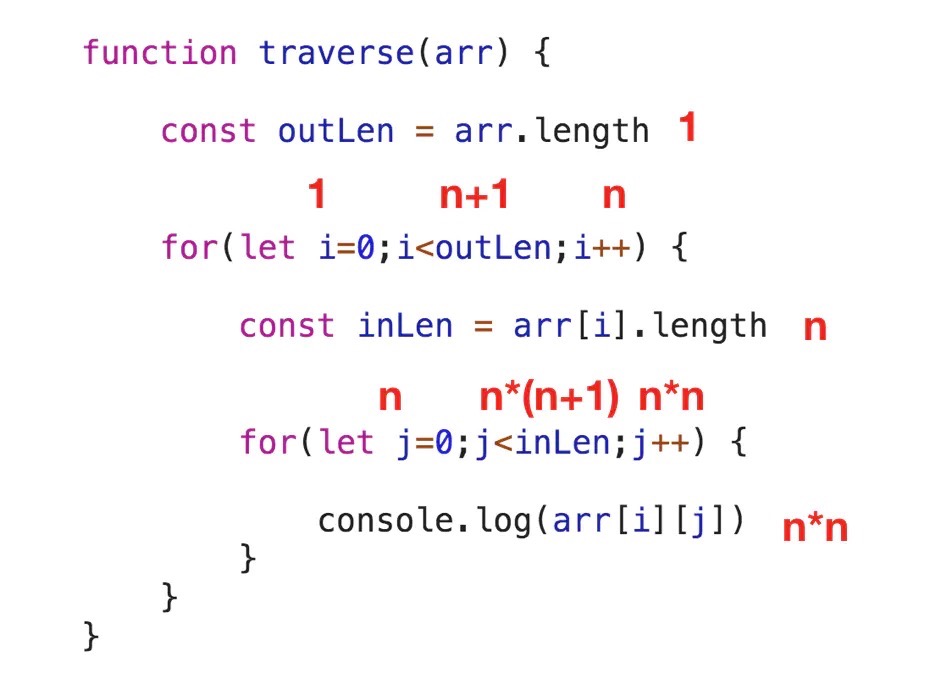 function traverse(arr) {
const outLen = arr.length 1
1 n+1 n
for(let i=0;i<outLen;i++) {
const inLen = arr[i].length n
n n*(n+1) n*n
for(let j=0;j<inLen;j++) {
console.log(arr[i][j]) n*n
}
}
}